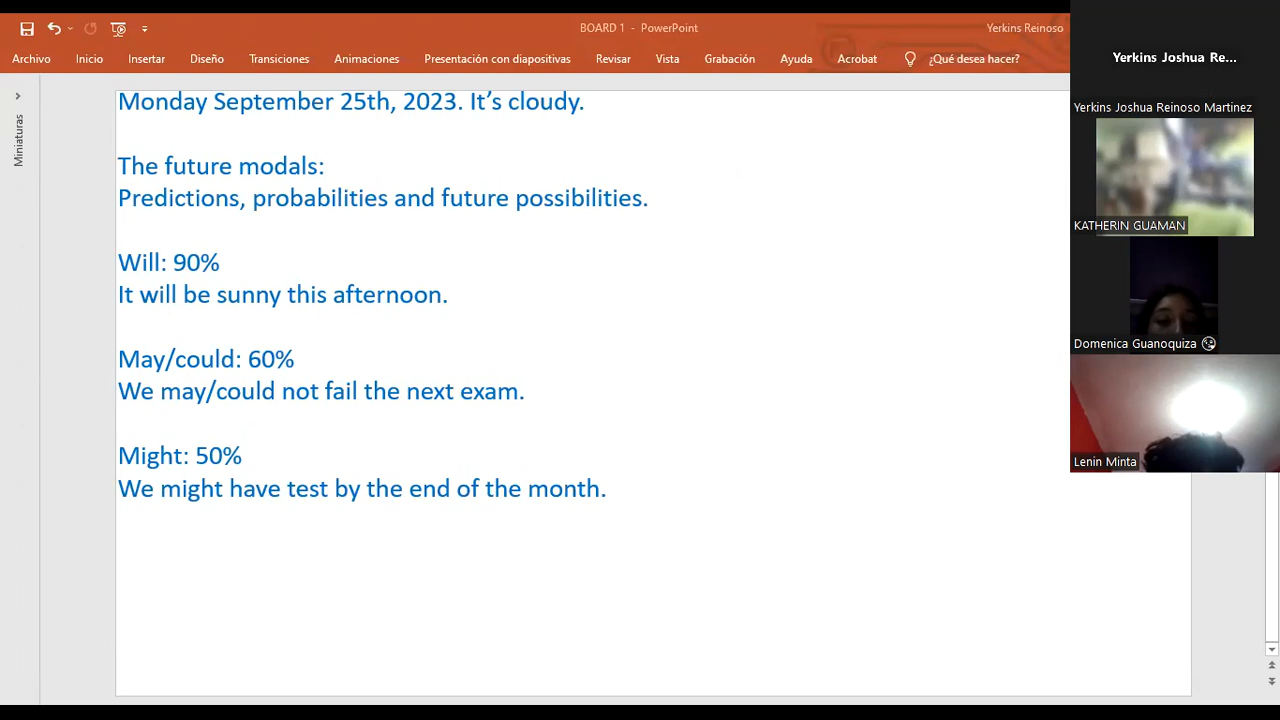 BOARD 1 - PowerPoint
Yerkins Reinoso
Archivo Inicio Insertar Diseño Transiciones Animaciones Presentación con diapositivas Revisar Vista Grabación Ayuda Acrobat ¿Qué desea hacer?
Miniaturas
Monday September 25th, 2023. It’s cloudy.
The future modals:
Predictions, probabilities and future possibilities.
Will: 90%
It will be sunny this afternoon.
May/could: 60%
We may/could not fail the next exam.
Might: 50%
We might have test by the end of the month.
Yerkins Joshua Re...
Yerkins Joshua Reinoso Martinez
KATHERIN GUAMAN
Domenica Guanoquiza 😘
Lenin Minta